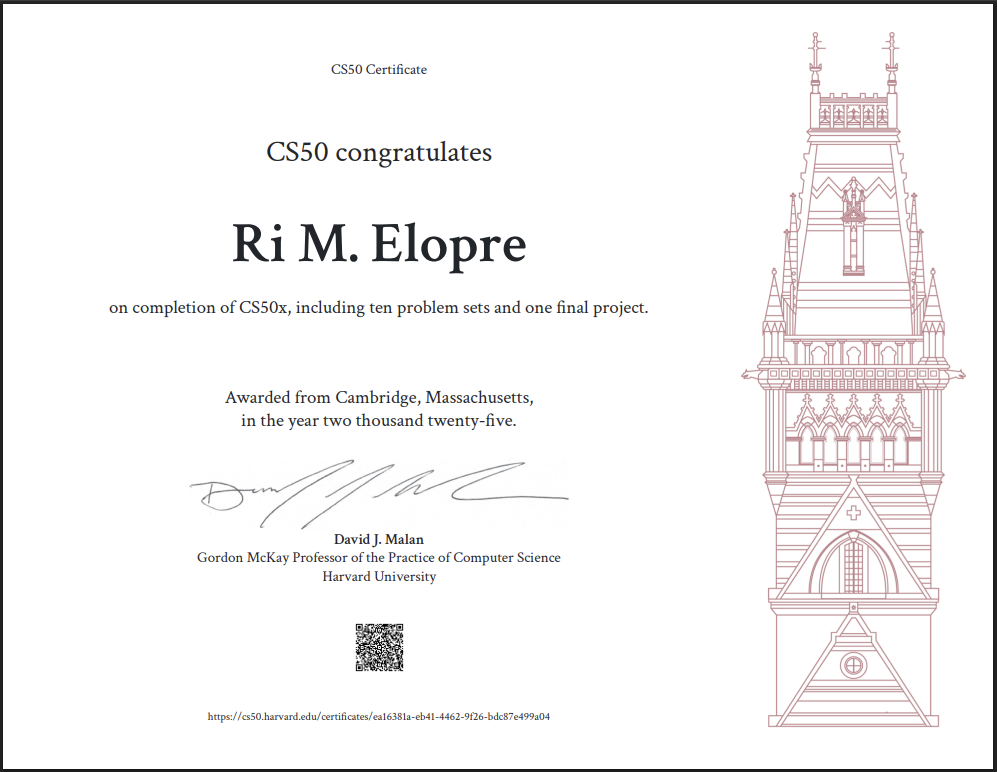 CS50 Certificate
CS50 congratulates
Ri M. Elopre
on completion of CS50x, including ten problem sets and one final project.
Awarded from Cambridge, Massachusetts,
in the year two thousand twenty-five.
David J. Malan
Gordon McKay Professor of the Practice of Computer Science
Harvard University
https://cs50.harvard.edu/certificates/ea16381a-eb41-4462-9f26-bdc87e499a04